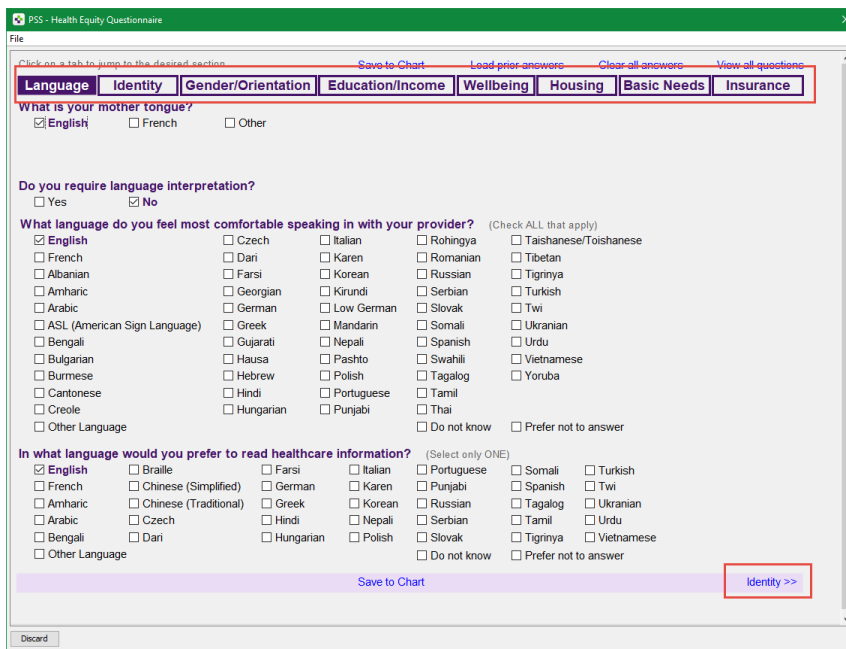 PSS - Health Equity Questionnaire
File
Click on a tab to jump to the desired section Save to Chart Load prior answers Clear all answers View all questions
Language Identity Gender/Orientation Education/Income Wellbeing Housing Basic Needs Insurance
What is your mother tongue?
English French Other
Do you require language interpretation?
Yes No
What language do you feel most comfortable speaking in with your provider? (Check ALL that apply)
English Czech Italian Rohingya Taishanese/Toishanese
French Dari Karen Romanian Tibetan
Albanian Farsi Korean Russian Tigrinya
Amharic Georgian Kirundi Serbian Turkish
Arabic German Low German Slovak Twi
ASL (American Sign Language) Greek Mandarin Somali Ukranian
Bengali Gujarati Nepali Spanish Urdu
Bulgarian Hausa Pashto Swahili Vietnamese
Burmese Hebrew Polish Tagalog Yoruba
Cantonese Hindi Portuguese Tamil
Creole Hungarian Punjabi Thai
Other Language Do not know Prefer not to answer
In what language would you prefer to read healthcare information? (Select only ONE)
English Braille Farsi Italian Portuguese Somali Turkish
French Chinese (Simplified) German Karen Punjabi Spanish Twi
Amharic Chinese (Traditional) Greek Korean Russian Tagalog Ukranian
Arabic Czech Hindi Nepali Serbian Tamil Urdu
Bengali Dari Hungarian Polish Slovak Tigrinya Vietnamese
Other Language Do not know Prefer not to answer
Save to Chart Identity >>
Discard